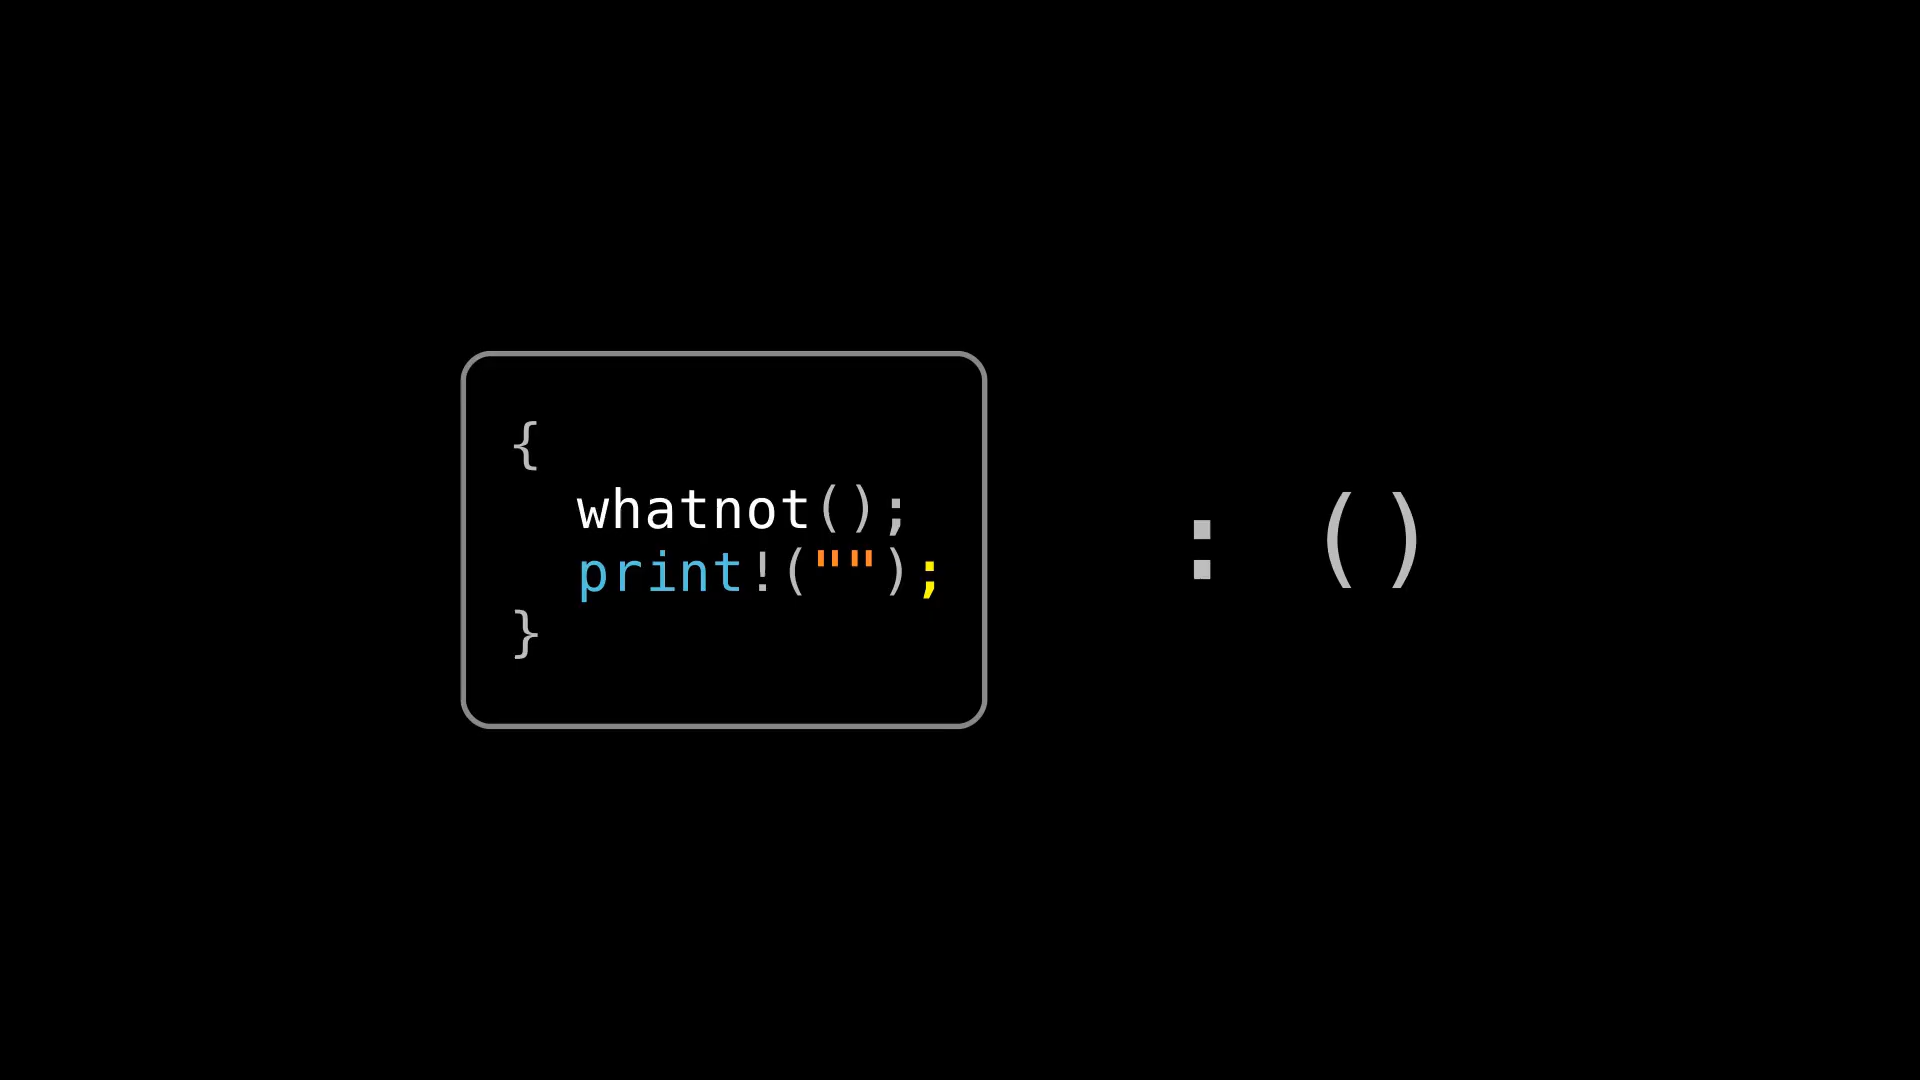 {
  whatnot();
  print!("");
}
: ()